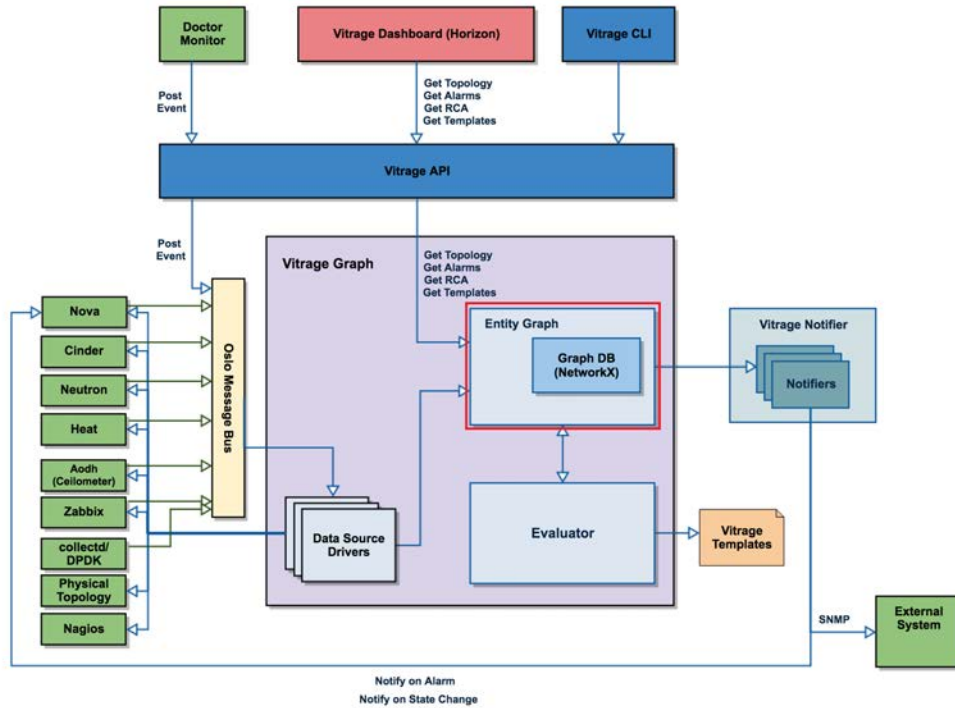 Doctor
Monitor
Vitrage Dashboard (Horizon)
Vitrage CLI
Post
Event
Get Topology
Get Alarms
Get RCA
Get Templates
Vitrage API
Post
Event
Vitrage Graph
Get Topology
Get Alarms
Get RCA
Get Templates
Nova
Cinder
Neutron
Heat
Aodh
(Ceilometer)
Zabbix
collectd/
DPDK
Physical
Topology
Nagios
Oslo Message Bus
Entity Graph
Graph DB
(NetworkX)
Vitrage Notifier
Notifiers
Data Source
Drivers
Evaluator
Vitrage
Templates
SNMP
External
System
Notify on Alarm
Notify on State Change